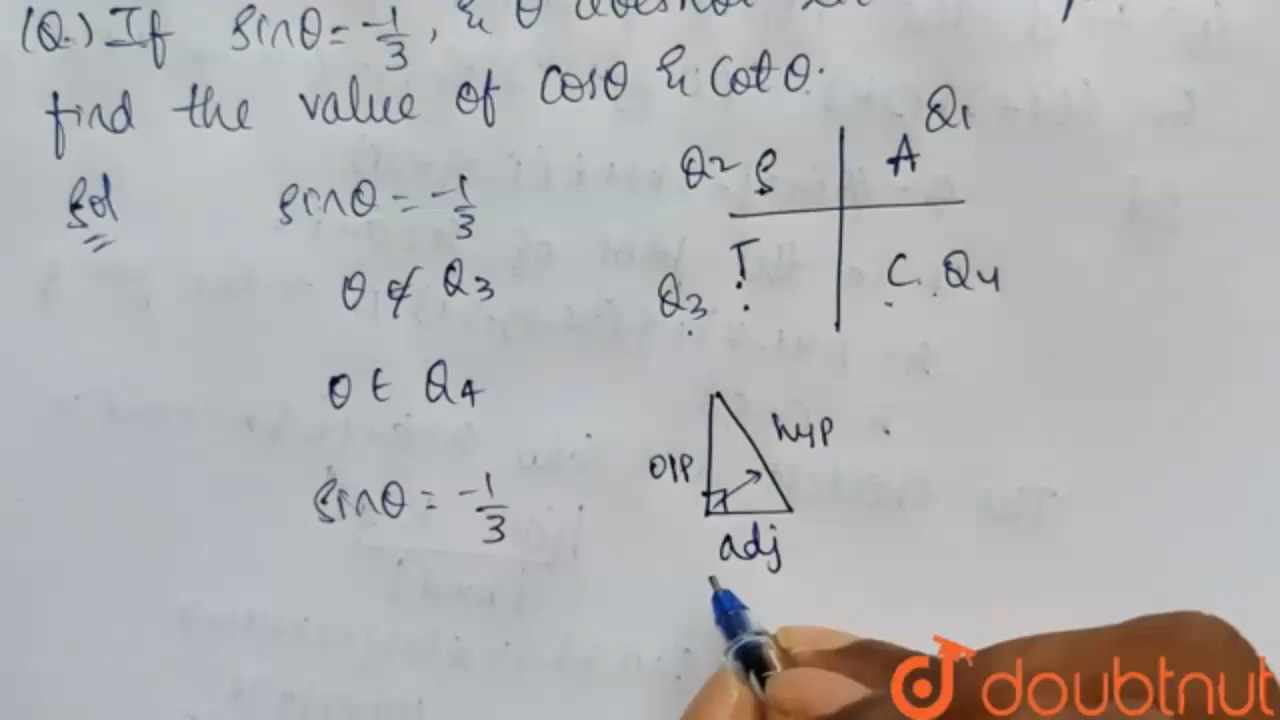 (Q.) If sinθ = -1/3, & θ
find the value of cosθ & cotθ.
Sol
sinθ = -1/3
θ ∉ Q3
θ ∈ Q4
sinθ = -1/3
Q2 S A Q1
Q3 T C Q4
opp hyp
adj
doubtnut